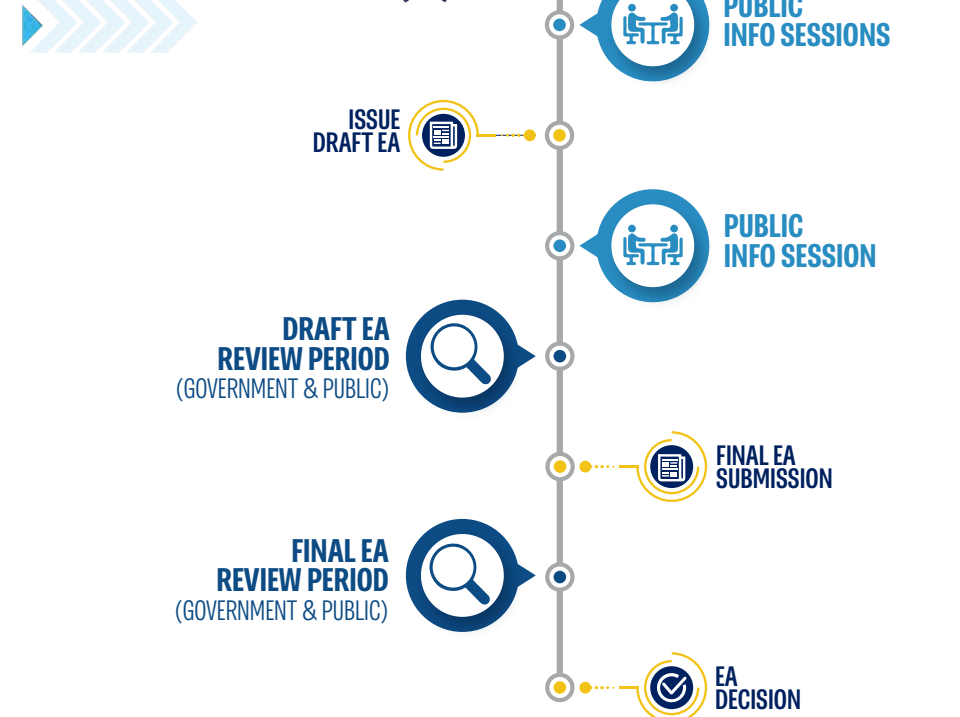 PUBLIC
INFO SESSIONS
ISSUE
DRAFT EA
PUBLIC
INFO SESSION
DRAFT EA
REVIEW PERIOD
(GOVERNMENT & PUBLIC)
FINAL EA
SUBMISSION
FINAL EA
REVIEW PERIOD
(GOVERNMENT & PUBLIC)
EA
DECISION